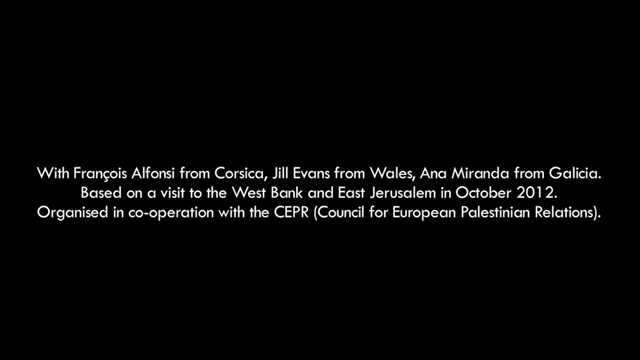 With François Alfonsi from Corsica, Jill Evans from Wales, Ana Miranda from Galicia.
Based on a visit to the West Bank and East Jerusalem in October 2012.
Organised in co-operation with the CEPR (Council for European Palestinian Relations).